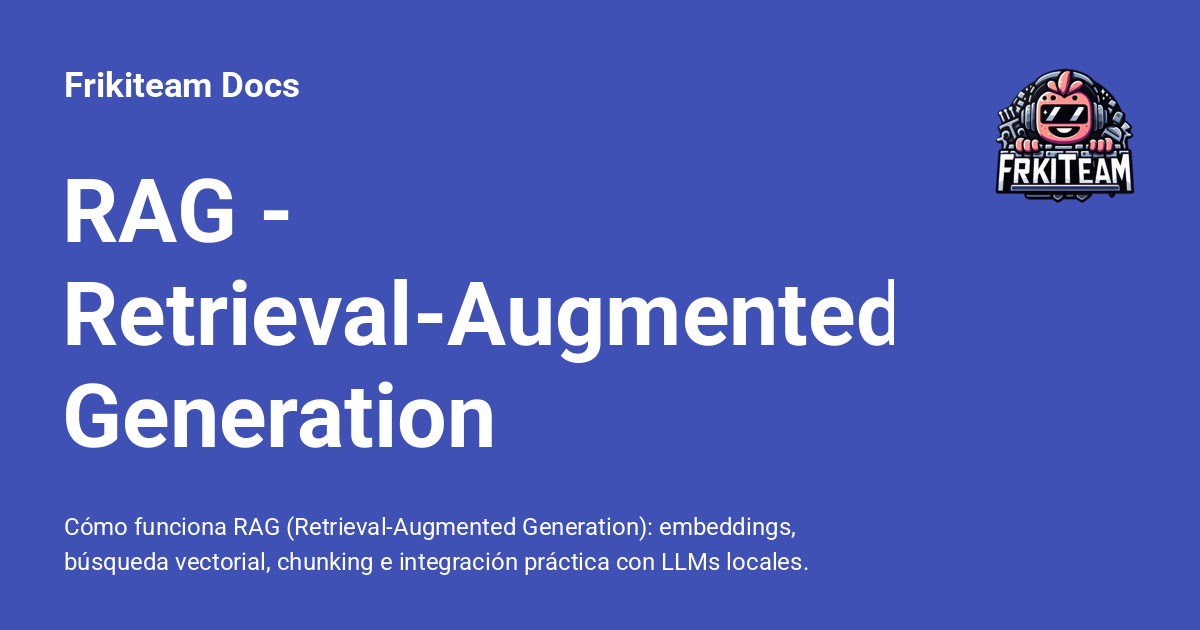 Frikiteam Docs
FRKITEAM
RAG -
Retrieval-Augmented
Generation
Cómo funciona RAG (Retrieval-Augmented Generation): embeddings,
búsqueda vectorial, chunking e integración práctica con LLMs locales.